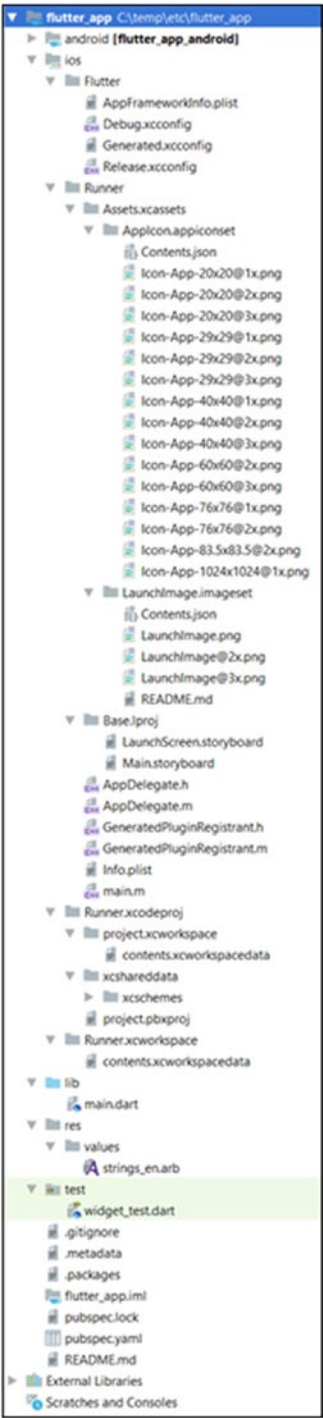 flutter_app C:\temp\etc\flutter_app
android [flutter_app_android]
ios
Flutter
AppFrameworkInfo.plist
Debug.xcconfig
Generated.xcconfig
Release.xcconfig
Runner
Assets.xcassets
AppIcon.appiconset
Contents.json
Icon-App-20x20@1x.png
Icon-App-20x20@2x.png
Icon-App-20x20@3x.png
Icon-App-29x29@1x.png
Icon-App-29x29@2x.png
Icon-App-29x29@3x.png
Icon-App-40x40@1x.png
Icon-App-40x40@2x.png
Icon-App-40x40@3x.png
Icon-App-60x60@2x.png
Icon-App-60x60@3x.png
Icon-App-76x76@1x.png
Icon-App-76x76@2x.png
Icon-App-83.5x83.5@2x.png
Icon-App-1024x1024@1x.png
LaunchImage.imageset
Contents.json
LaunchImage.png
LaunchImage@2x.png
LaunchImage@3x.png
README.md
Base.lproj
LaunchScreen.storyboard
Main.storyboard
AppDelegate.h
AppDelegate.m
GeneratedPluginRegistrant.h
GeneratedPluginRegistrant.m
Info.plist
main.m
Runner.xcodeproj
project.xcworkspace
contents.xcworkspacedata
xcshareddata
xcschemes
project.pbxproj
Runner.xcworkspace
contents.xcworkspacedata
lib
main.dart
res
values
strings_en.arb
test
widget_test.dart
.gitignore
.metadata
.packages
flutter_app.iml
pubspec.lock
pubspec.yaml
README.md
External Libraries
Scratches and Consoles